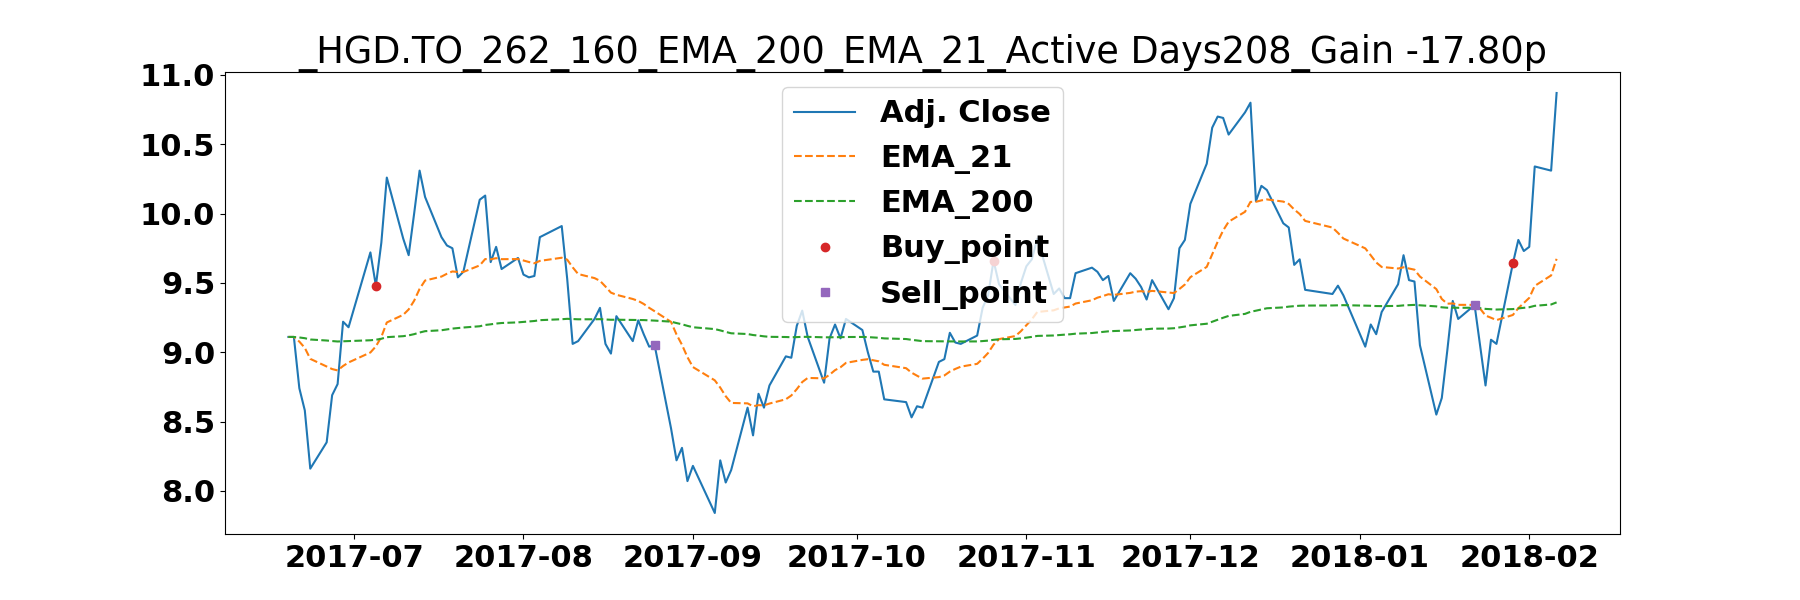 _HGD.TO_262_160_EMA_200_EMA_21_Active Days208_Gain -17.80p
11.0
10.5
10.0
9.5
9.0
8.5
8.0
Adj. Close
EMA_21
EMA_200
Buy_point
Sell_point
2017-07 2017-08 2017-09 2017-10 2017-11 2017-12 2018-01 2018-02